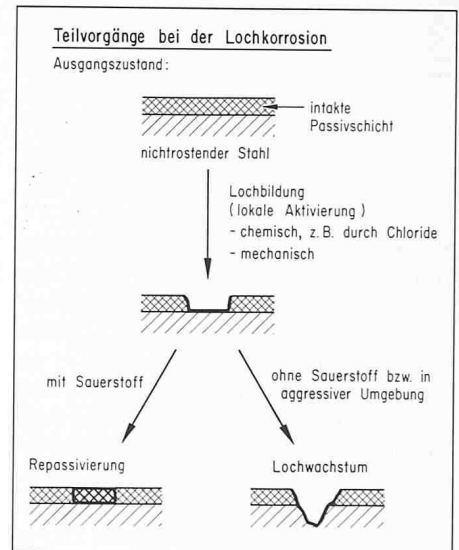 Teilvorgänge bei der Lochkorrosion
Ausgangszustand:
intakte
Passivschicht
nichtrostender Stahl
Lochbildung
(lokale Aktivierung)
- chemisch, z.B. durch Chloride
- mechanisch
mit Sauerstoff
ohne Sauerstoff bzw. in
aggressiver Umgebung
Repassivierung
Lochwachstum